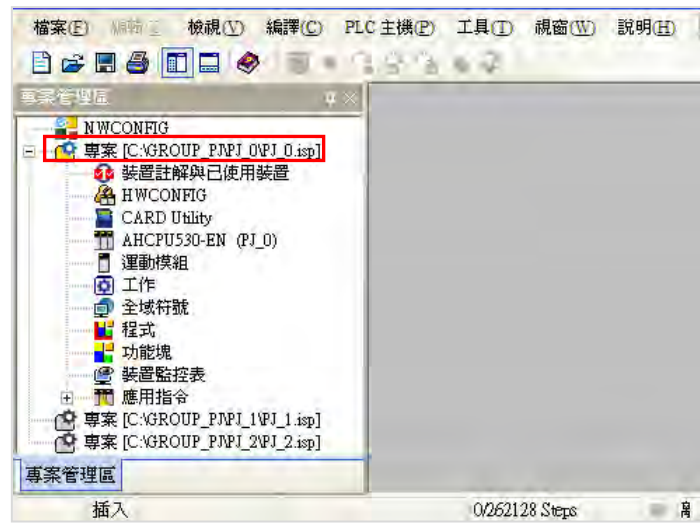 檔案(F) 編輯(E) 檢視(V) 編譯(C) PLC 主機(P) 工具(T) 視窗(W) 說明(H)
專案管理區
NWCONFIG
專案 [C:\GROUP_PJ\PJ_0\PJ_0.isp]
裝置註解與已使用裝置
HWCONFIG
CARD Utility
AHCPU530-EN (PJ_0)
運動模組
工作
全域符號
程式
功能塊
裝置監控表
應用指令
專案 [C:\GROUP_PJ\PJ_1\PJ_1.isp]
專案 [C:\GROUP_PJ\PJ_2\PJ_2.isp]
專案管理區
插入 0/262128 Steps